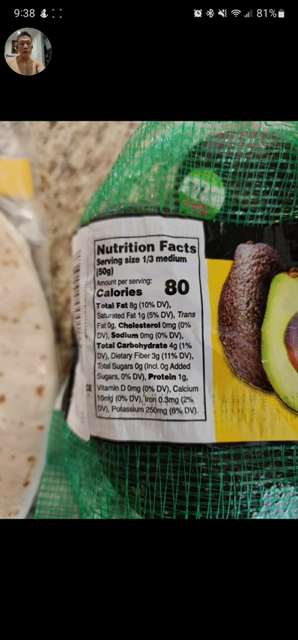 9:38
81%
Nutrition Facts
Serving size 1/3 medium
(50g)
Amount per serving:
Calories 80
Total Fat 8g (10% DV),
Saturated Fat 1g (5% DV), Trans
Fat 0g, Cholesterol 0mg (0%
DV), Sodium 0mg (0% DV),
Total Carbohydrate 4g (1%
DV), Dietary Fiber 3g (11% DV),
Total Sugars 0g (Incl. 0g Added
Sugars, 0% DV), Protein 1g,
Vitamin D 0mg (0% DV), Calcium
10mg (0% DV), Iron 0.3mg (2%
DV), Potassium 250mg (6% DV).
CE